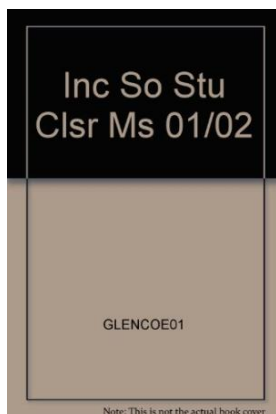 Inc So Stu
Clsr Ms 01/02
GLENCOE01
Note: This is not the actual book cover